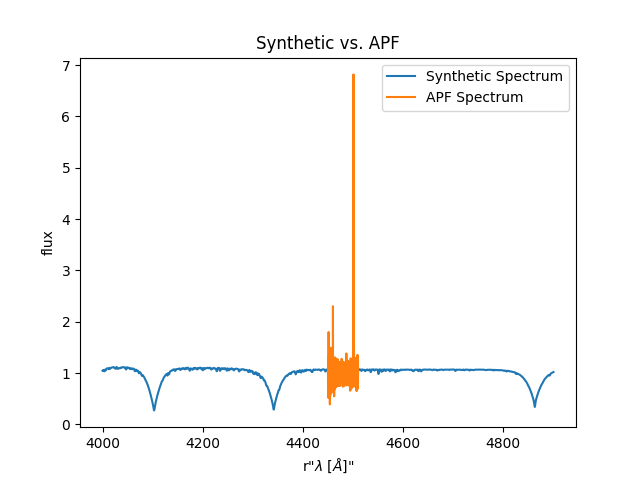 Synthetic vs. APF
Synthetic Spectrum
APF Spectrum
7
6
5
4
3
2
1
0
flux
4000 4200 4400 4600 4800
r"λ [Å]"